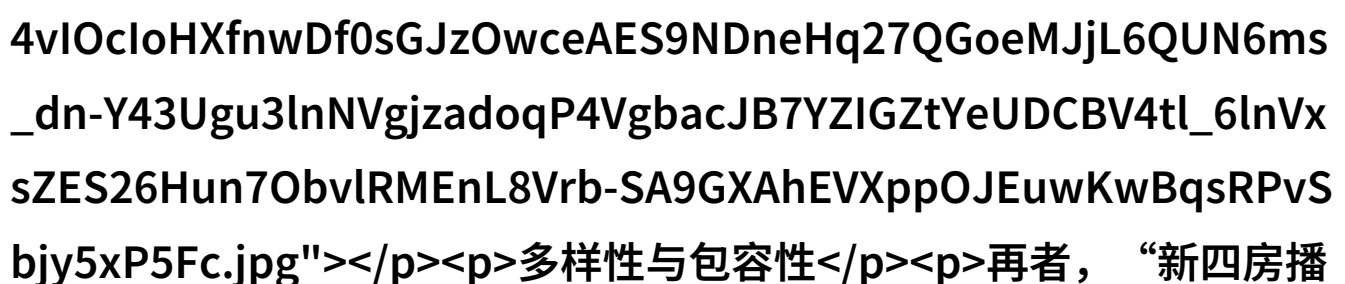 4vIOcIoHXfnwDf0sGJzOwceAES9NDneHq27QGoeMJjL6QUN6ms
_dn-Y43Ugu3lnNVgjzadoqP4VgbacJB7YZIGZtYeUDCBV4tl_6lnVx
sZES26Hun7ObvlRMEnL8Vrb-SA9GXAhEVXppOJEuwKwBqsRPvS
bjy5xP5Fc.jpg"></p><p>多样性与包容性</p><p>再者，“新四房播